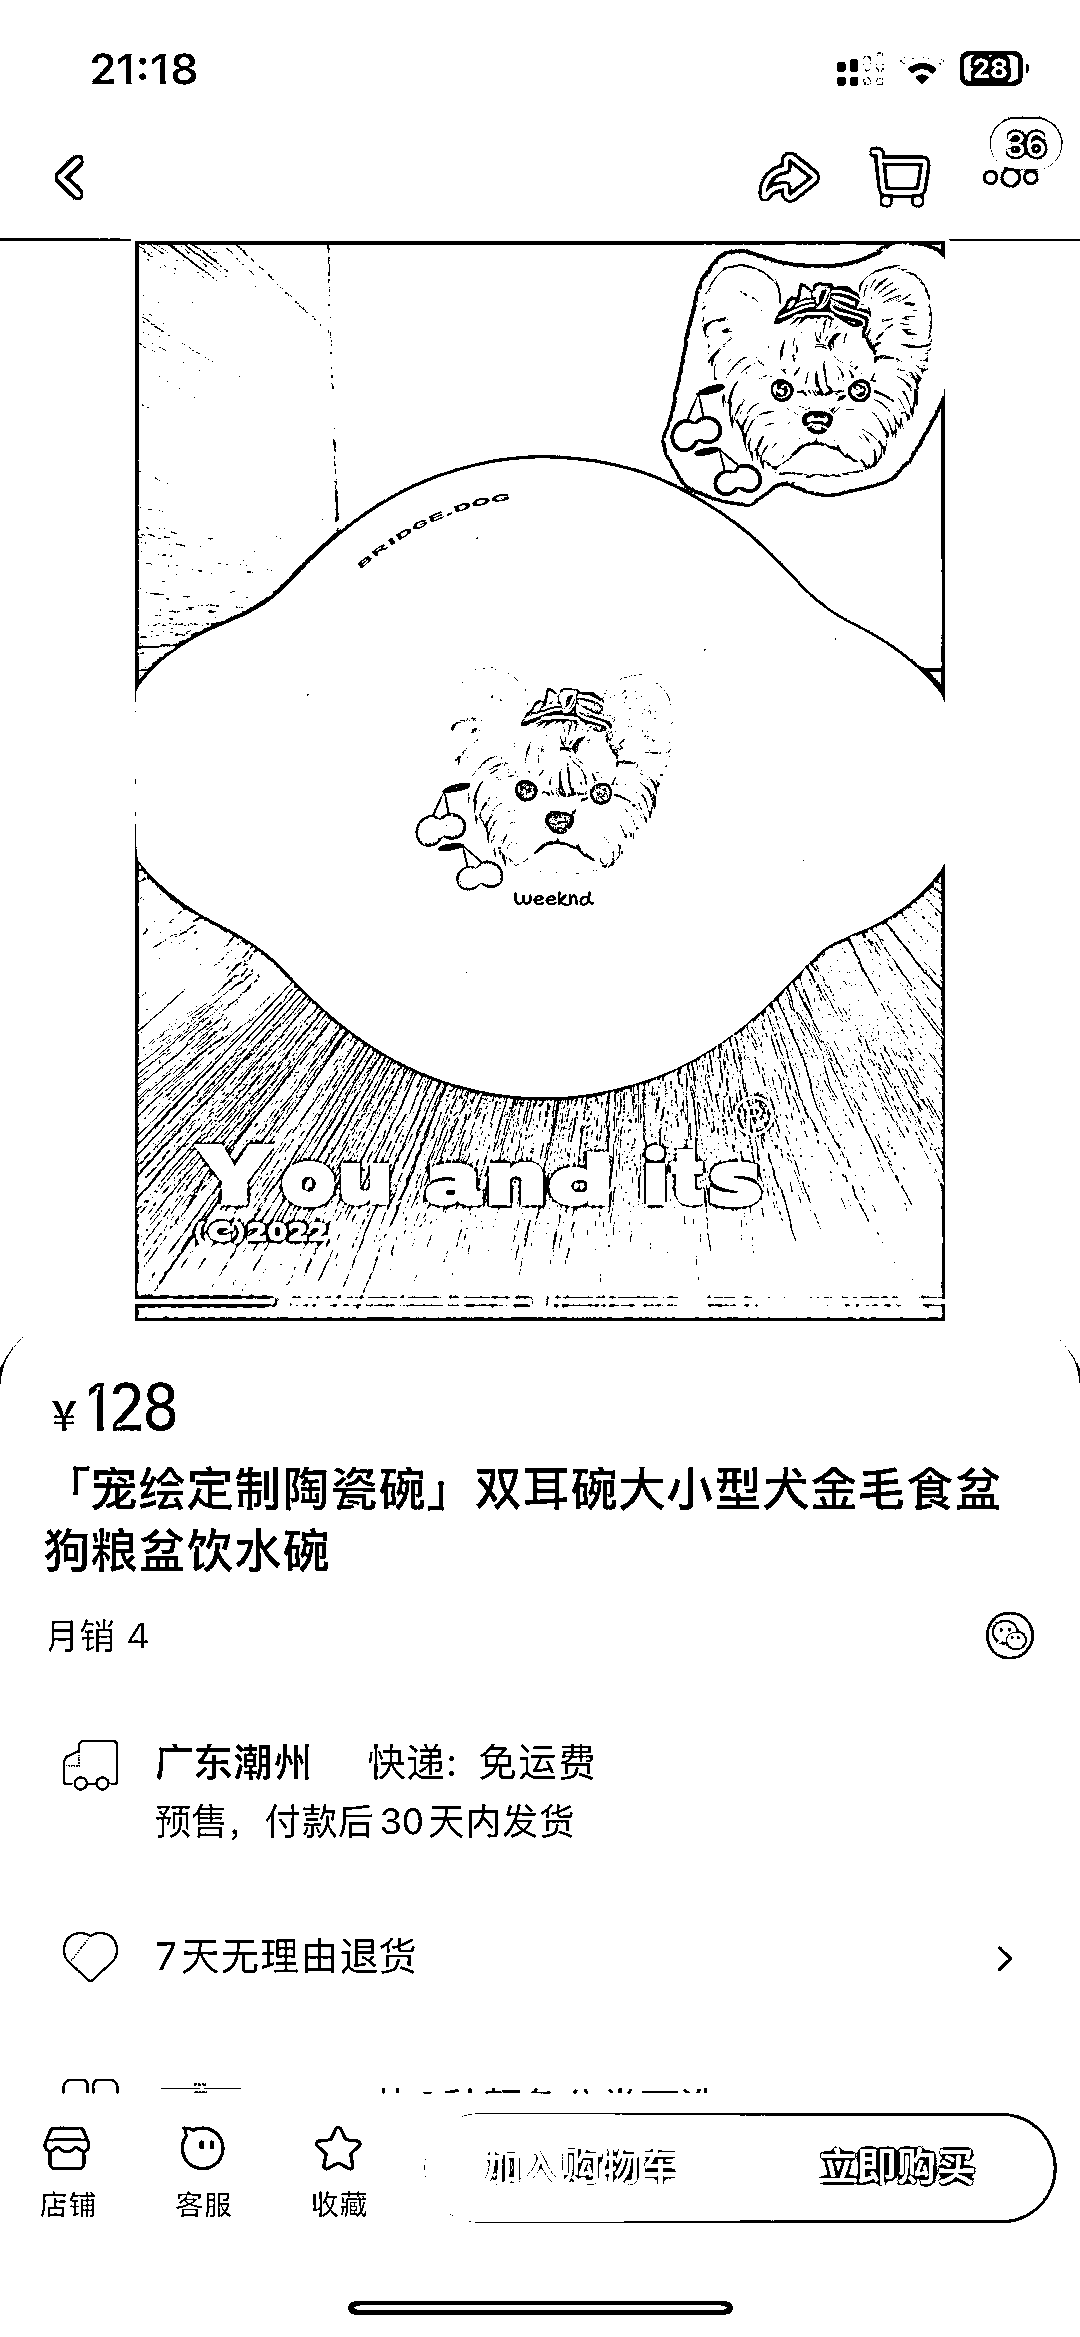 21:18
28
36
BRIDGE.DOG
weeknd
®
You and its
(C)2022
¥128
「宠绘定制陶瓷碗」双耳碗大小型犬金毛食盆
狗粮盆饮水碗
月销 4
广东潮州 快递: 免运费
预售，付款后30天内发货
7天无理由退货
店铺
客服
收藏
加入购物车
立即购买